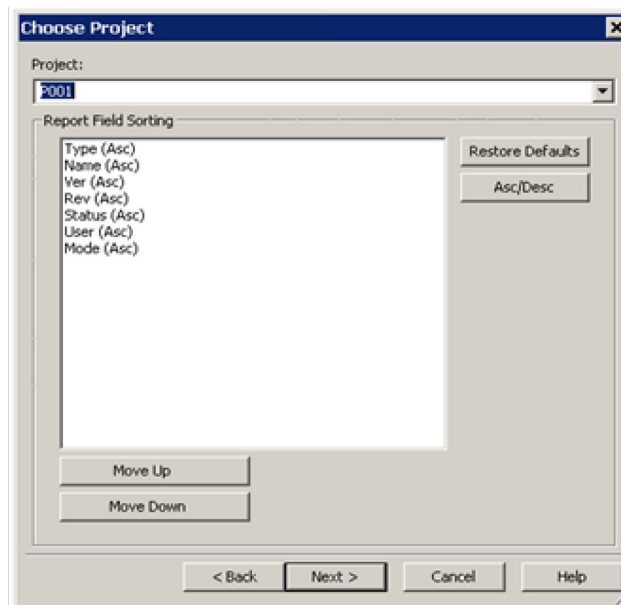 Choose Project
Project:
P001
Report Field Sorting
Type (Asc)
Name (Asc)
Ver (Asc)
Rev (Asc)
Status (Asc)
User (Asc)
Mode (Asc)
Restore Defaults
Asc/Desc
Move Up
Move Down
< Back Next > Cancel Help